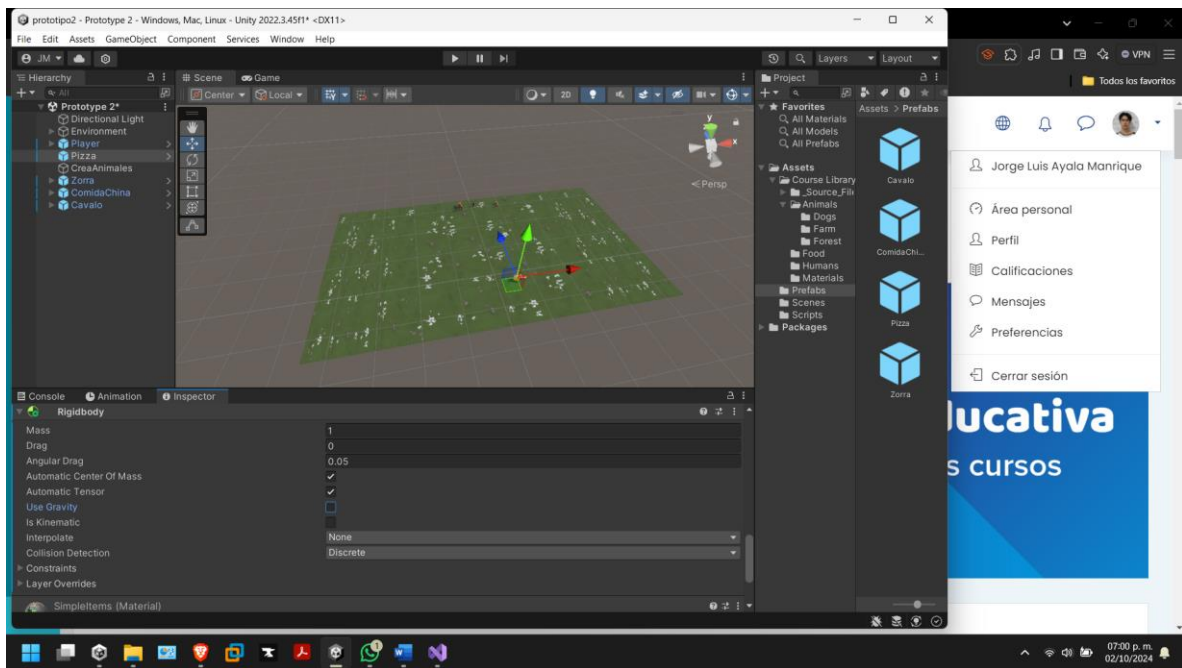 prototipo2 - Prototype 2 - Windows, Mac, Linux - Unity 2022.3.45f1* <DX11>
File Edit Assets GameObject Component Services Window Help
JM
Layers Layout
VPN
Todos los favoritos
Hierarchy
All
Prototype 2*
Directional Light
Environment
Player
Pizza
CreaAnimales
Zorra
ComidaChina
Cavalo
Scene Game
Center Local 2D
y
x
Persp
Project
Favorites
All Materials
All Models
All Prefabs
Assets
Course Library
_Source_File
Animals
Dogs
Farm
Forest
Food
Humans
Materials
Prefabs
Scenes
Scripts
Packages
Assets > Prefabs
Cavalo
ComidaChi...
Pizza
Zorra
Jorge Luis Ayala Manrique
Área personal
Perfil
Calificaciones
Mensajes
Preferencias
Cerrar sesión
ucativa
s cursos
Console Animation Inspector
Rigidbody
Mass 1
Drag 0
Angular Drag 0.05
Automatic Center Of Mass
Automatic Tensor
Use Gravity
Is Kinematic
Interpolate None
Collision Detection Discrete
Constraints
Layer Overrides
SimpleItems (Material)
07:00 p. m.
02/10/2024